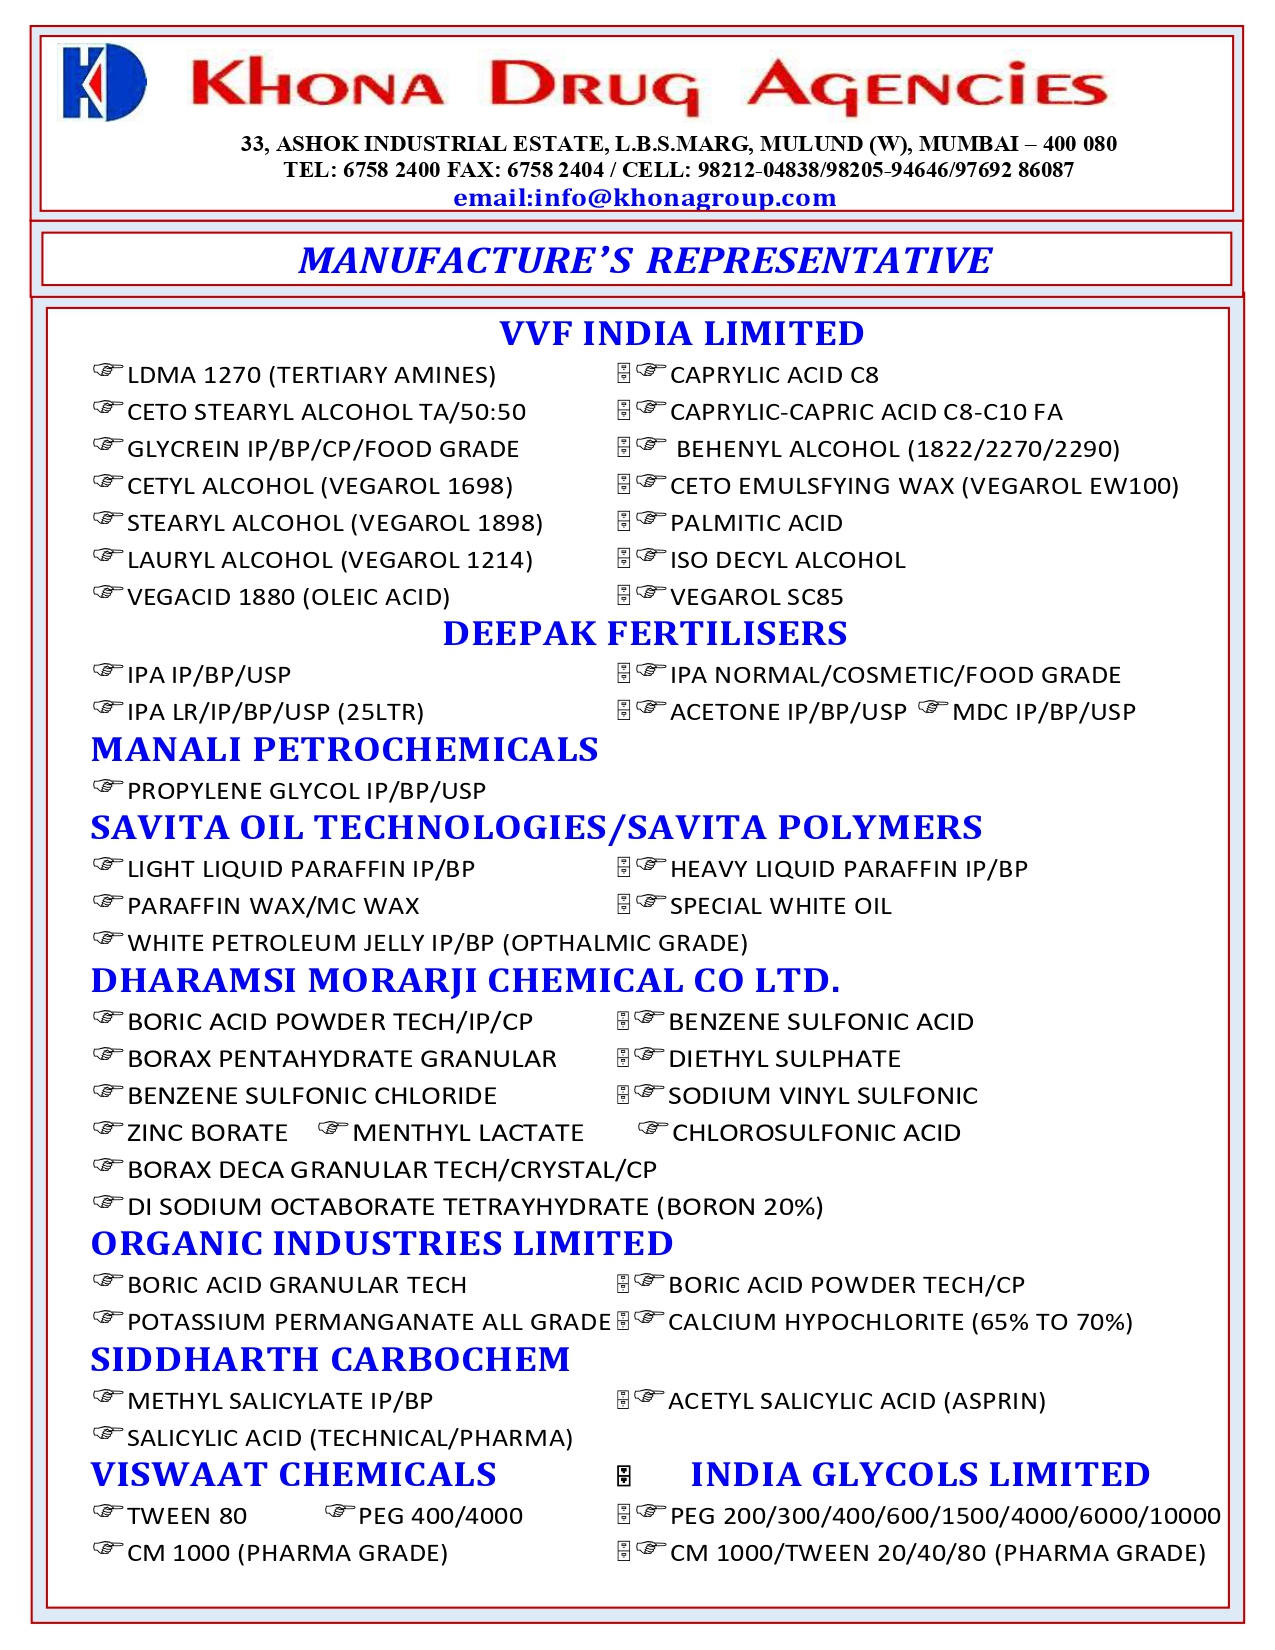 Khona Drug Agencies
33, ASHOK INDUSTRIAL ESTATE, L.B.S.MARG, MULUND (W), MUMBAI – 400 080
TEL: 6758 2400 FAX: 6758 2404 / CELL: 98212-04838/98205-94646/97692 86087
email:info@khonagroup.com
MANUFACTURE’S REPRESENTATIVE
VVF INDIA LIMITED
LDMA 1270 (TERTIARY AMINES) CAPRYLIC ACID C8
CETO STEARYL ALCOHOL TA/50:50 CAPRYLIC-CAPRIC ACID C8-C10 FA
GLYCREIN IP/BP/CP/FOOD GRADE BEHENYL ALCOHOL (1822/2270/2290)
CETYL ALCOHOL (VEGAROL 1698) CETO EMULSFYING WAX (VEGAROL EW100)
STEARYL ALCOHOL (VEGAROL 1898) PALMITIC ACID
LAURYL ALCOHOL (VEGAROL 1214) ISO DECYL ALCOHOL
VEGACID 1880 (OLEIC ACID) VEGAROL SC85
DEEPAK FERTILISERS
IPA IP/BP/USP IPA NORMAL/COSMETIC/FOOD GRADE
IPA LR/IP/BP/USP (25LTR) ACETONE IP/BP/USP MDC IP/BP/USP
MANALI PETROCHEMICALS
PROPYLENE GLYCOL IP/BP/USP
SAVITA OIL TECHNOLOGIES/SAVITA POLYMERS
LIGHT LIQUID PARAFFIN IP/BP HEAVY LIQUID PARAFFIN IP/BP
PARAFFIN WAX/MC WAX SPECIAL WHITE OIL
WHITE PETROLEUM JELLY IP/BP (OPTHALMIC GRADE)
DHARAMSI MORARJI CHEMICAL CO LTD.
BORIC ACID POWDER TECH/IP/CP BENZENE SULFONIC ACID
BORAX PENTAHYDRATE GRANULAR DIETHYL SULPHATE
BENZENE SULFONIC CHLORIDE SODIUM VINYL SULFONIC
ZINC BORATE MENTHYL LACTATE CHLOROSULFONIC ACID
BORAX DECA GRANULAR TECH/CRYSTAL/CP
DI SODIUM OCTABORATE TETRAYHYDRATE (BORON 20%)
ORGANIC INDUSTRIES LIMITED
BORIC ACID GRANULAR TECH BORIC ACID POWDER TECH/CP
POTASSIUM PERMANGANATE ALL GRADE CALCIUM HYPOCHLORITE (65% TO 70%)
SIDDHARTH CARBOCHEM
METHYL SALICYLATE IP/BP ACETYL SALICYLIC ACID (ASPRIN)
SALICYLIC ACID (TECHNICAL/PHARMA)
VISWAAT CHEMICALS INDIA GLYCOLS LIMITED
TWEEN 80 PEG 400/4000 PEG 200/300/400/600/1500/4000/6000/10000
CM 1000 (PHARMA GRADE) CM 1000/TWEEN 20/40/80 (PHARMA GRADE)